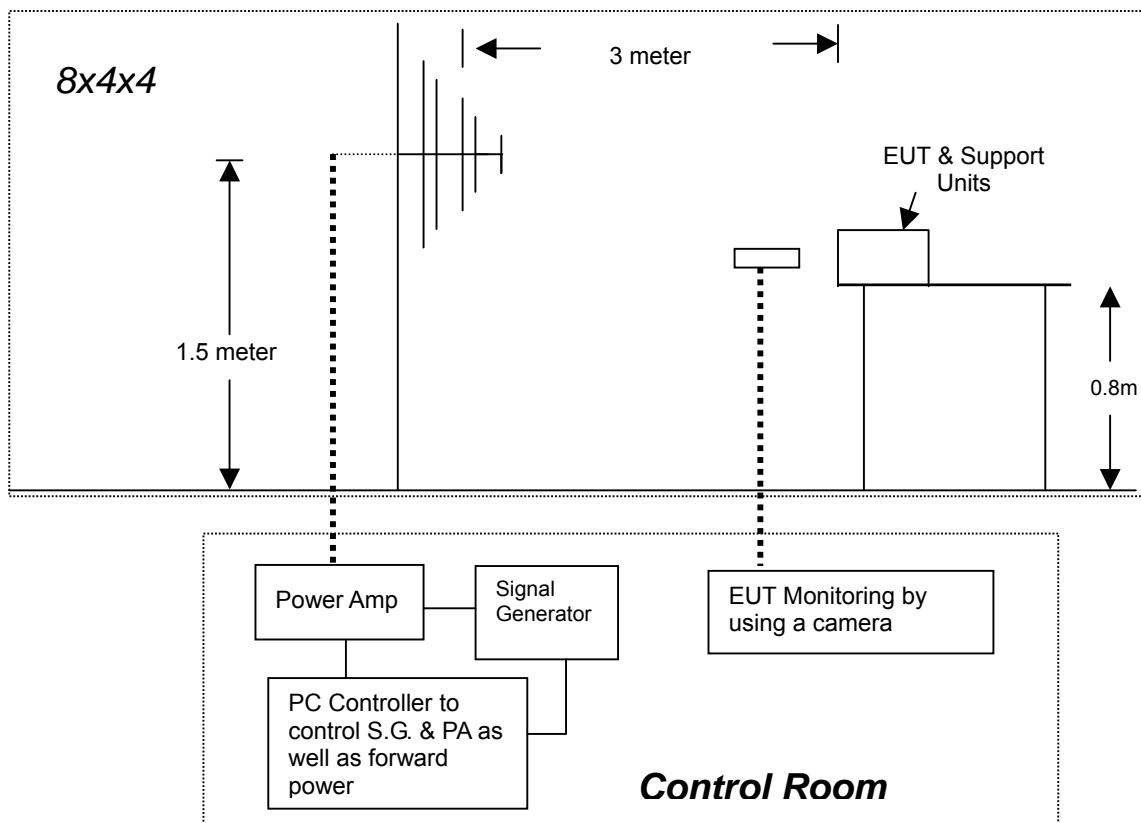 8x4x4
3 meter
EUT & Support
Units
1.5 meter
0.8m
Power Amp
Signal
Generator
EUT Monitoring by
using a camera
PC Controller to
control S.G. & PA as
well as forward
power
Control Room